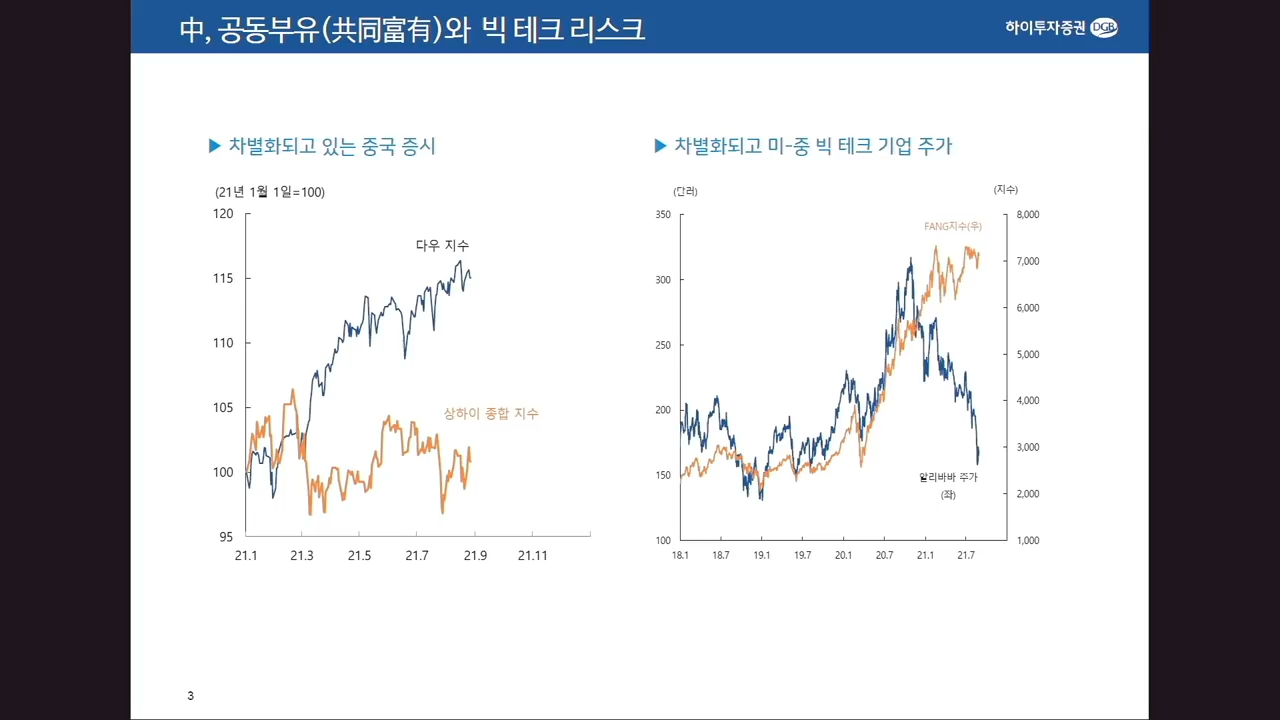 中, 공동부유(共同富有)와 빅 테크 리스크
하이투자증권 DGB
▶ 차별화되고 있는 중국 증시
(21년 1월 1일=100)
120
115
110
105
100
95
다우 지수
상하이 종합 지수
21.1 21.3 21.5 21.7 21.9 21.11
▶ 차별화되고 미-중 빅 테크 기업 주가
(단러)
(지수)
350
300
250
200
150
100
FANG지수(우)
알리바바 주가
(좌)
8,000
7,000
6,000
5,000
4,000
3,000
2,000
1,000
18.1 18.7 19.1 19.7 20.1 20.7 21.1 21.7
3